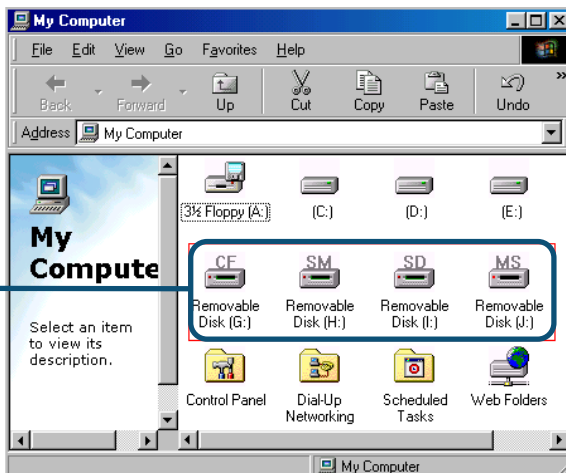 My Computer
File Edit View Go Favorites Help
Back Forward Up Cut Copy Paste Undo »
Address My Computer
My
Compute
Select an item
to view its
description.
3½ Floppy (A:) (C:) (D:) (E:)
CF SM SD MS
Removable Disk (G:) Removable Disk (H:) Removable Disk (I:) Removable Disk (J:)
Control Panel Dial-Up Networking Scheduled Tasks Web Folders
My Computer